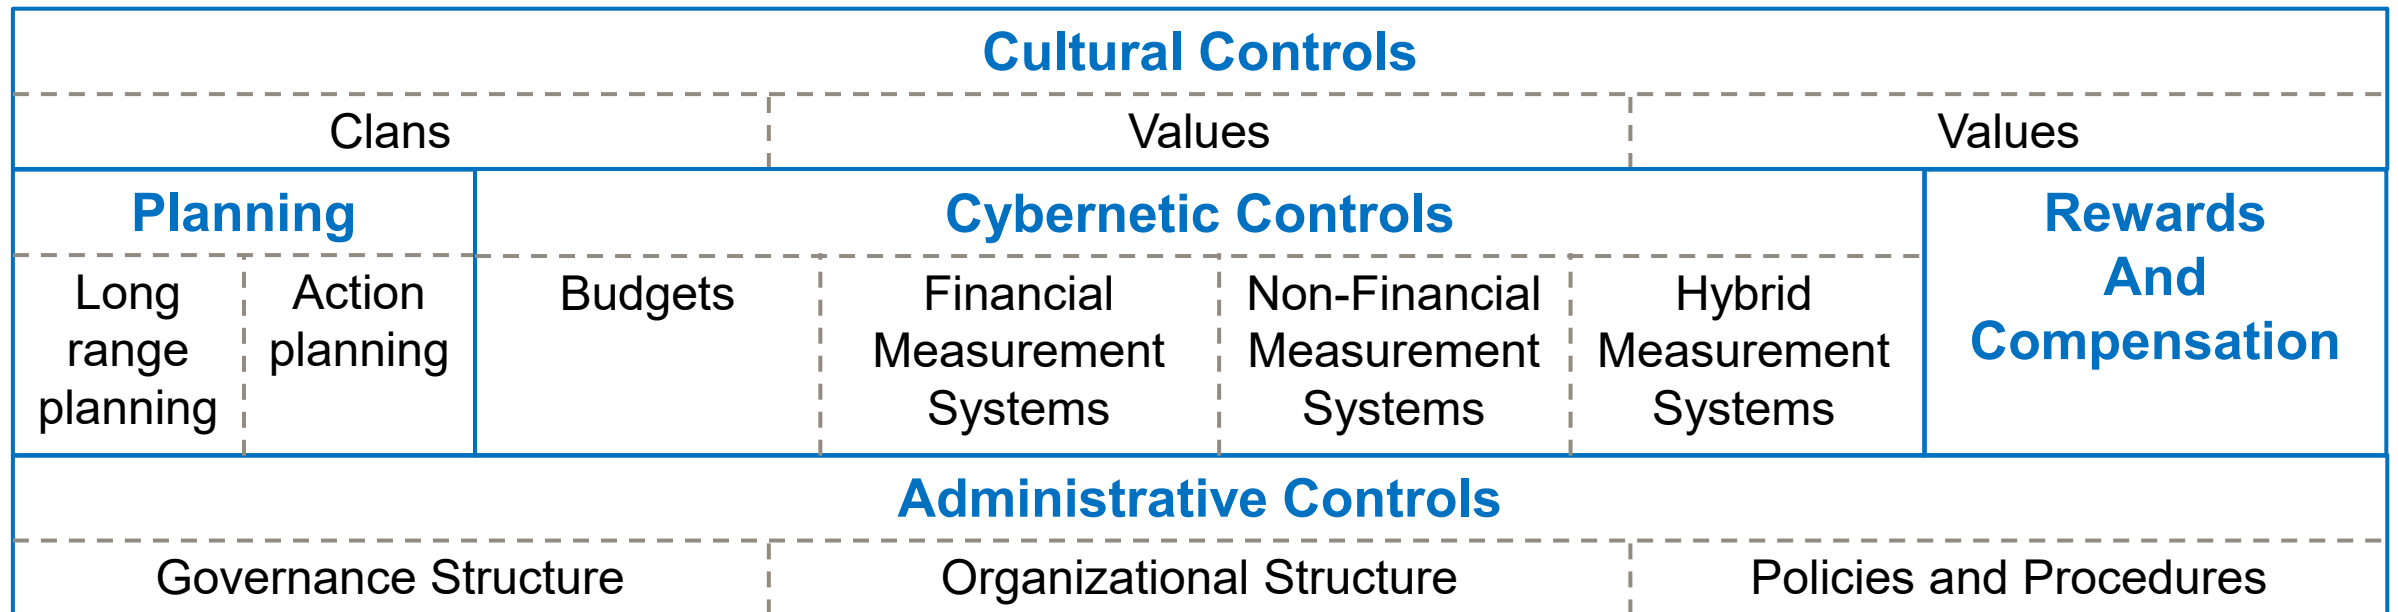 Cultural Controls
Clans
Values
Values
Planning
Long
range
planning
Action
planning
Cybernetic Controls
Budgets
Financial
Measurement
Systems
Non-Financial
Measurement
Systems
Hybrid
Measurement
Systems
Rewards
And
Compensation
Administrative Controls
Governance Structure
Organizational Structure
Policies and Procedures